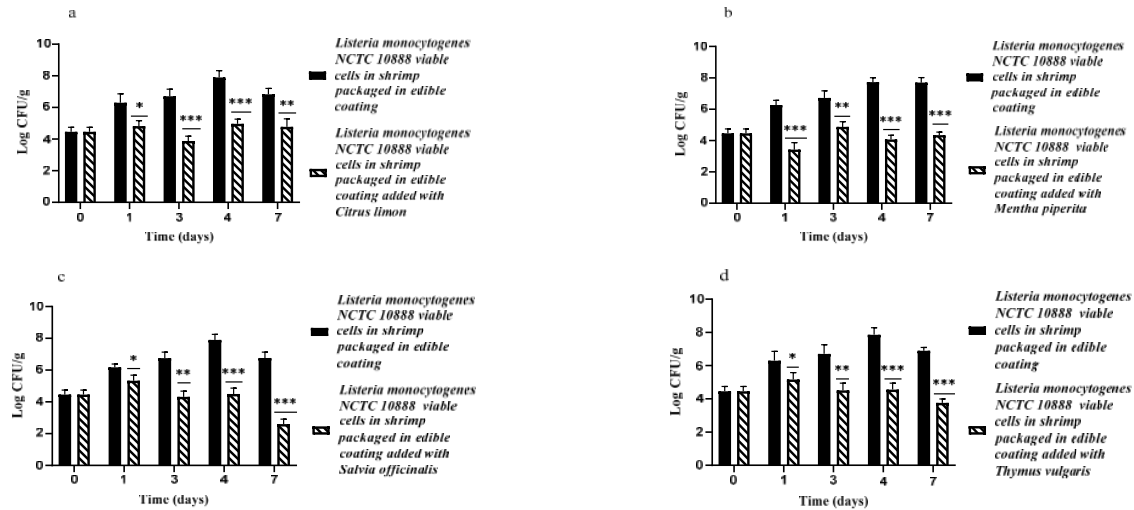 a
10
8
6
4
2
0
Log CFU/g
*
***
***
**
0 1 3 4 7
Time (days)
Listeria monocytogenes
NCTC 10888 viable
cells in shrimp
packaged in edible
coating
Listeria monocytogenes
NCTC 10888 viable
cells in shrimp
packaged in edible
coating added with
Citrus limon
b
10
8
6
4
2
0
Log CFU/g
***
**
***
***
0 1 3 4 7
Time (days)
Listeria monocytogenes
NCTC 10888 viable
cells in shrimp
packaged in edible
coating
Listeria monocytogenes
NCTC 10888 viable
cells in shrimp
packaged in edible
coating added with
Mentha piperita
c
10
8
6
4
2
0
Log CFU/g
*
**
***
***
0 1 3 4 7
Time (days)
Listeria monocytogenes
NCTC 10888 viable
cells in shrimp
packaged in edible
coating
Listeria monocytogenes
NCTC 10888 viable
cells in shrimp
packaged in edible
coating added with
Salvia officinalis
d
10
8
6
4
2
0
Log CFU/g
*
**
***
***
0 1 3 4 7
Time (days)
Listeria monocytogenes
NCTC 10888 viable
cells in shrimp
packaged in edible
coating
Listeria monocytogenes
NCTC 10888 viable
cells in shrimp
packaged in edible
coating added with
Thymus vulgaris